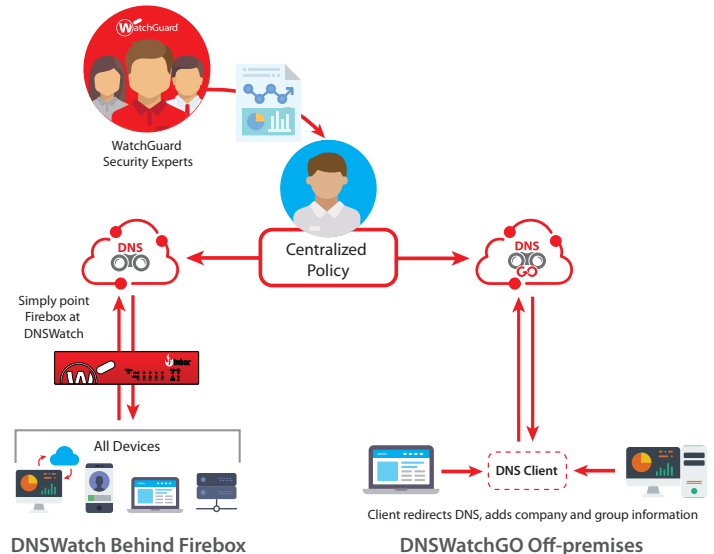 WatchGuard
WatchGuard
Security Experts
Centralized
Policy
DNS
DNS
GO
Simply point
Firebox at
DNSWatch
Firebox
All Devices
DNS Client
Client redirects DNS, adds company and group information
DNSWatch Behind Firebox
DNSWatchGO Off-premises